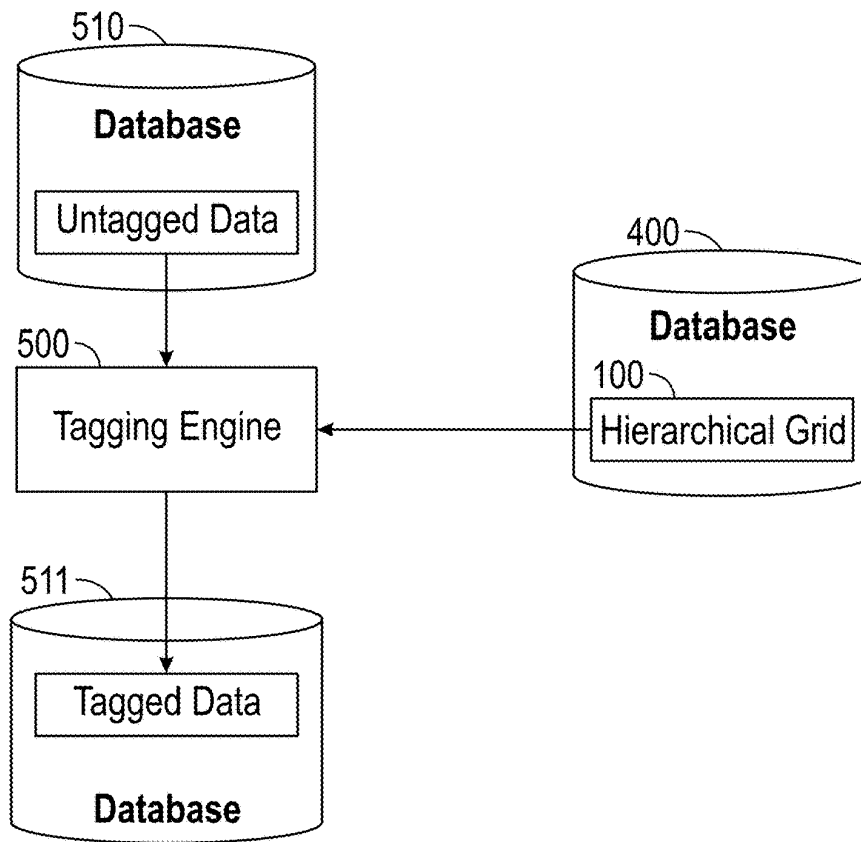 510
Database
Untagged Data
400
Database
500
100
Tagging Engine
Hierarchical Grid
511
Tagged Data
Database